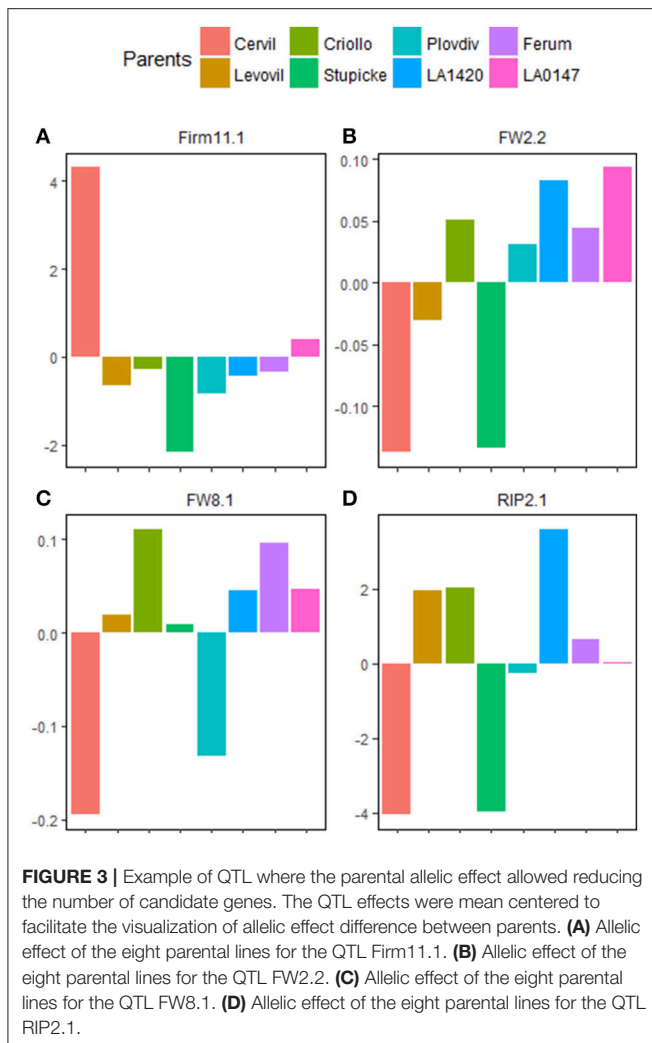 Parents
Cervil Criollo Plovdiv Ferum
Levovil Stupicke LA1420 LA0147
A Firm11.1
4
2
0
-2
B FW2.2
0.10
0.05
0.00
-0.05
-0.10
C FW8.1
0.1
0.0
-0.1
-0.2
D RIP2.1
2
0
-2
-4
FIGURE 3 | Example of QTL where the parental allelic effect allowed reducing
the number of candidate genes. The QTL effects were mean centered to
facilitate the visualization of allelic effect difference between parents. (A) Allelic
effect of the eight parental lines for the QTL Firm11.1. (B) Allelic effect of the
eight parental lines for the QTL FW2.2. (C) Allelic effect of the eight parental
lines for the QTL FW8.1. (D) Allelic effect of the eight parental lines for the QTL
RIP2.1.